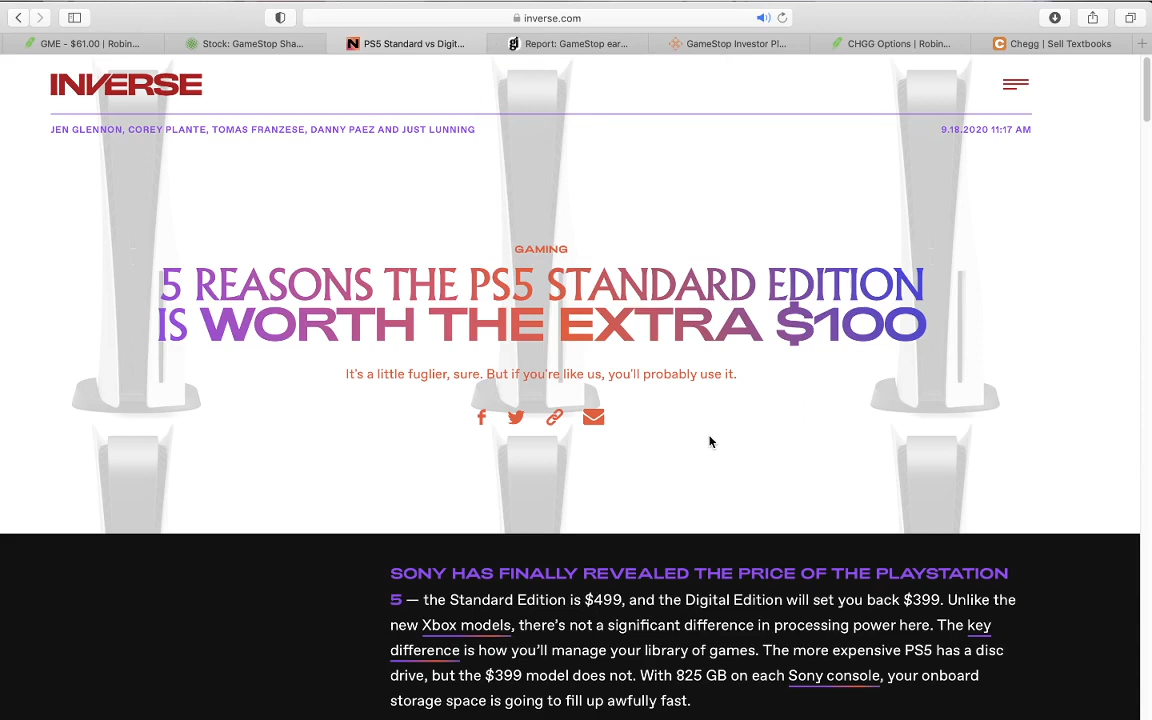 inverse.com
GME - $61.00 | Robin...
Stock: GameStop Sha...
PS5 Standard vs Digit...
Report: GameStop ear...
GameStop Investor Pl...
CHGG Options | Robin...
Chegg | Sell Textbooks
INVERSE
JEN GLENNON, COREY PLANTE, TOMAS FRANZESE, DANNY PAEZ AND JUST LUNNING
9.18.2020 11:17 AM
GAMING
5 REASONS THE PS5 STANDARD EDITION
IS WORTH THE EXTRA $100
It's a little fuglier, sure. But if you're like us, you'll probably use it.
SONY HAS FINALLY REVEALED THE PRICE OF THE PLAYSTATION
5 — the Standard Edition is $499, and the Digital Edition will set you back $399. Unlike the
new Xbox models, there's not a significant difference in processing power here. The key
difference is how you'll manage your library of games. The more expensive PS5 has a disc
drive, but the $399 model does not. With 825 GB on each Sony console, your onboard
storage space is going to fill up awfully fast.